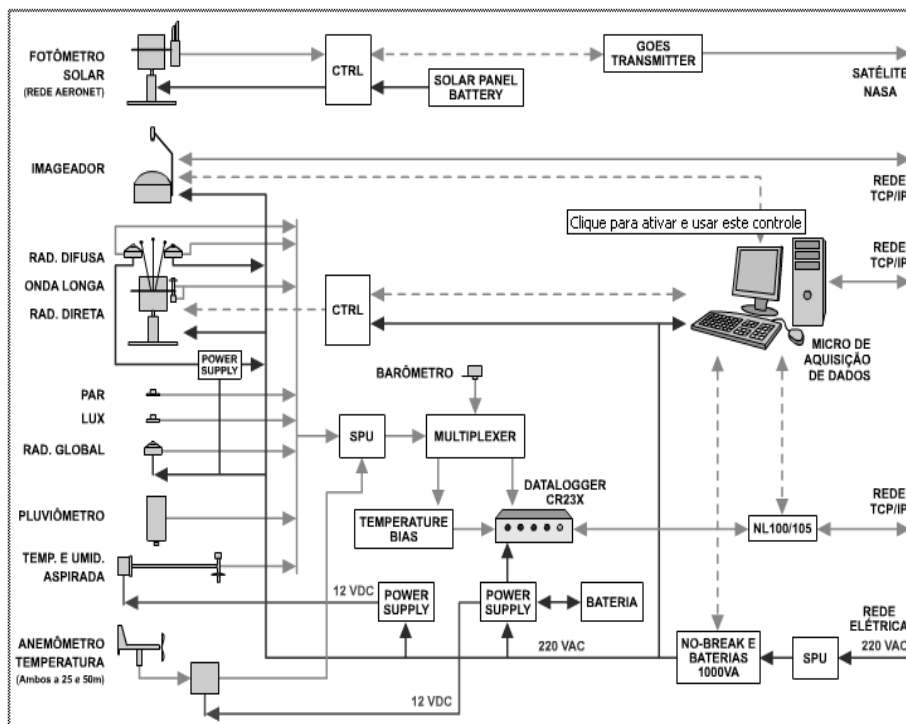 FOTÔMETRO
SOLAR
(REDE AERONET)
CTRL
GOES
TRANSMITTER
SOLAR PANEL
BATTERY
SATÉLITE
NASA
IMAGEADOR
REDE
TCP/IP
Clique para ativar e usar este controle
RAD. DIFUSA
ONDA LONGA
RAD. DIRETA
CTRL
REDE
TCP/IP
MICRO DE
AQUISIÇÃO
DE DADOS
POWER
SUPPLY
BARÔMETRO
PAR
LUX
RAD. GLOBAL
SPU
MULTIPLEXER
DATALOGGER
CR23X
PLUVIÔMETRO
TEMPERATURE
BIAS
NL100/105
REDE
TCP/IP
TEMP. E UMID.
ASPIRADA
12 VDC
POWER
SUPPLY
POWER
SUPPLY
BATERIA
REDE
ELÉTRICA
220 VAC
ANEMÔMETRO
TEMPERATURA
(Ambos a 25 e 50m)
220 VAC
NO-BREAK E
BATERIAS
1000VA
SPU
12 VDC